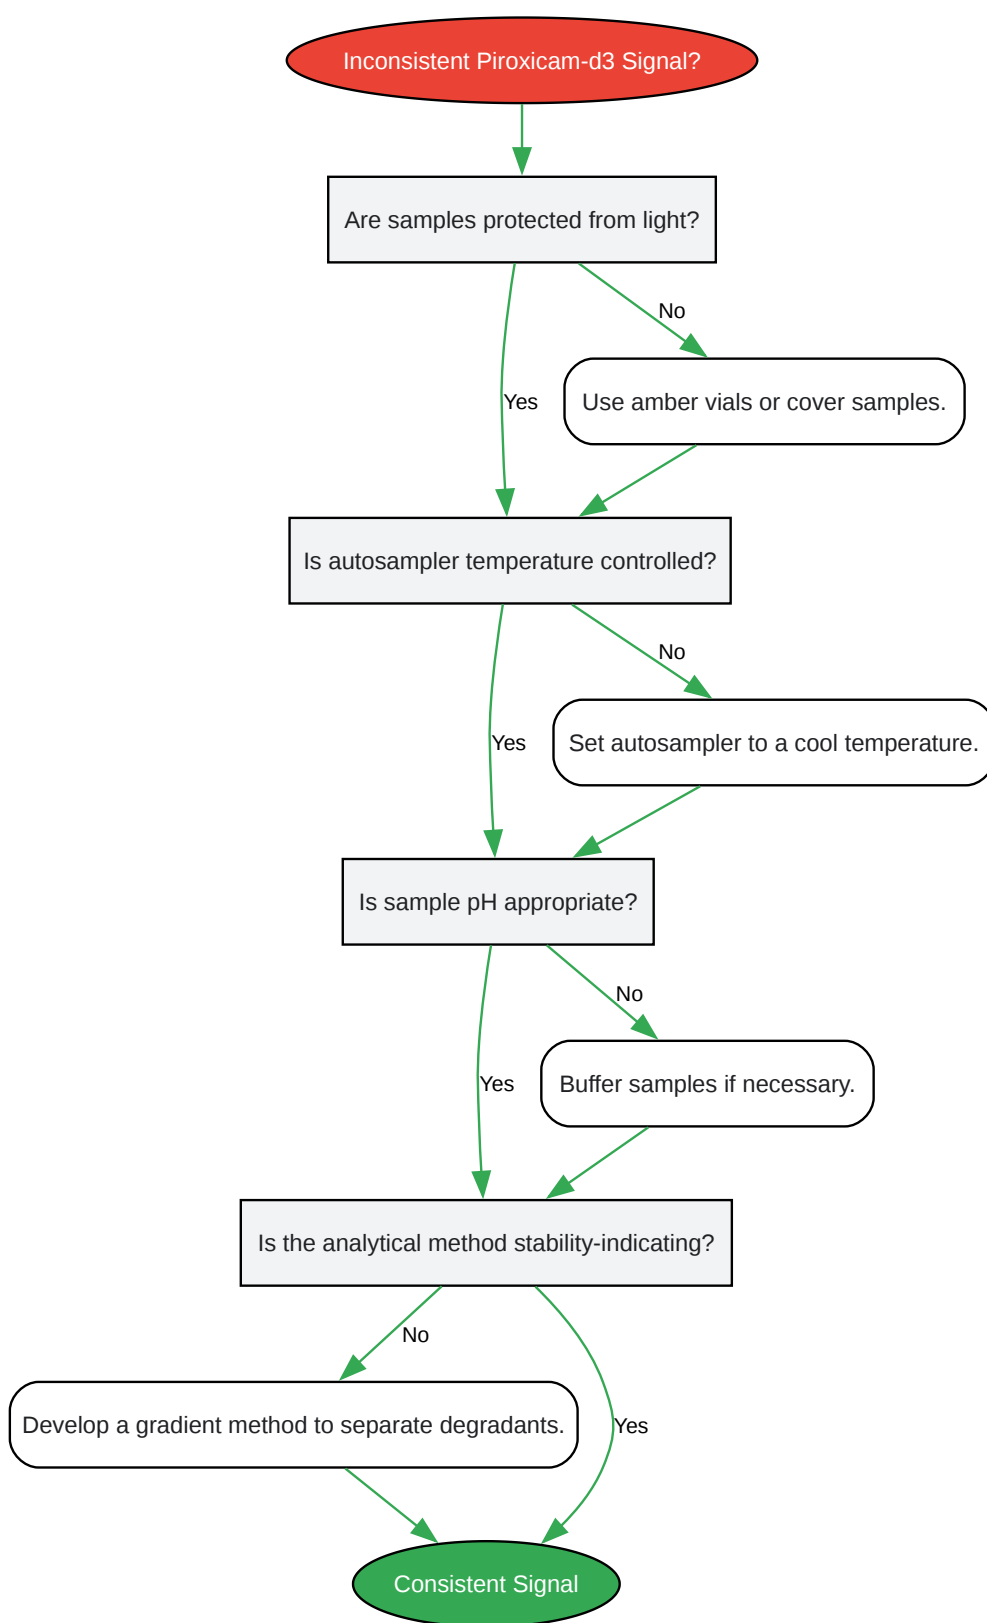 Inconsistent Piroxicam-d3 Signal?
Are samples protected from light?
No
Yes
Use amber vials or cover samples.
Is autosampler temperature controlled?
No
Yes
Set autosampler to a cool temperature.
Is sample pH appropriate?
No
Yes
Buffer samples if necessary.
Is the analytical method stability-indicating?
No
Develop a gradient method to separate degradants.
Yes
Consistent Signal